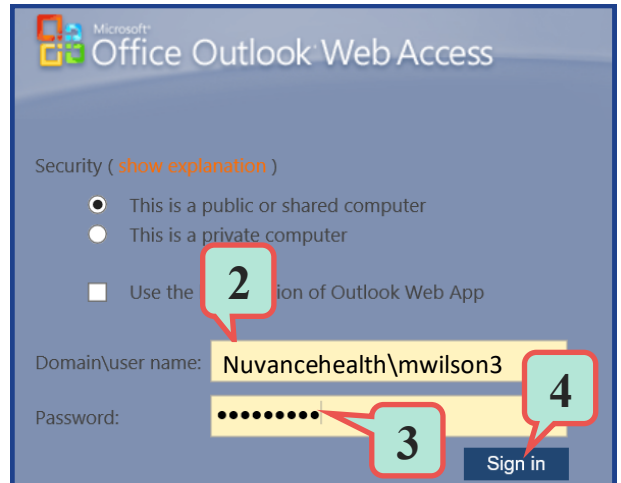 Microsoft
Office Outlook Web Access
Security ( show explanation )
This is a public or shared computer
This is a private computer
2
Use the ion of Outlook Web App
Domain\user name: Nuvancehealth\mwilson3
4
Password: •••••••••
3
Sign in